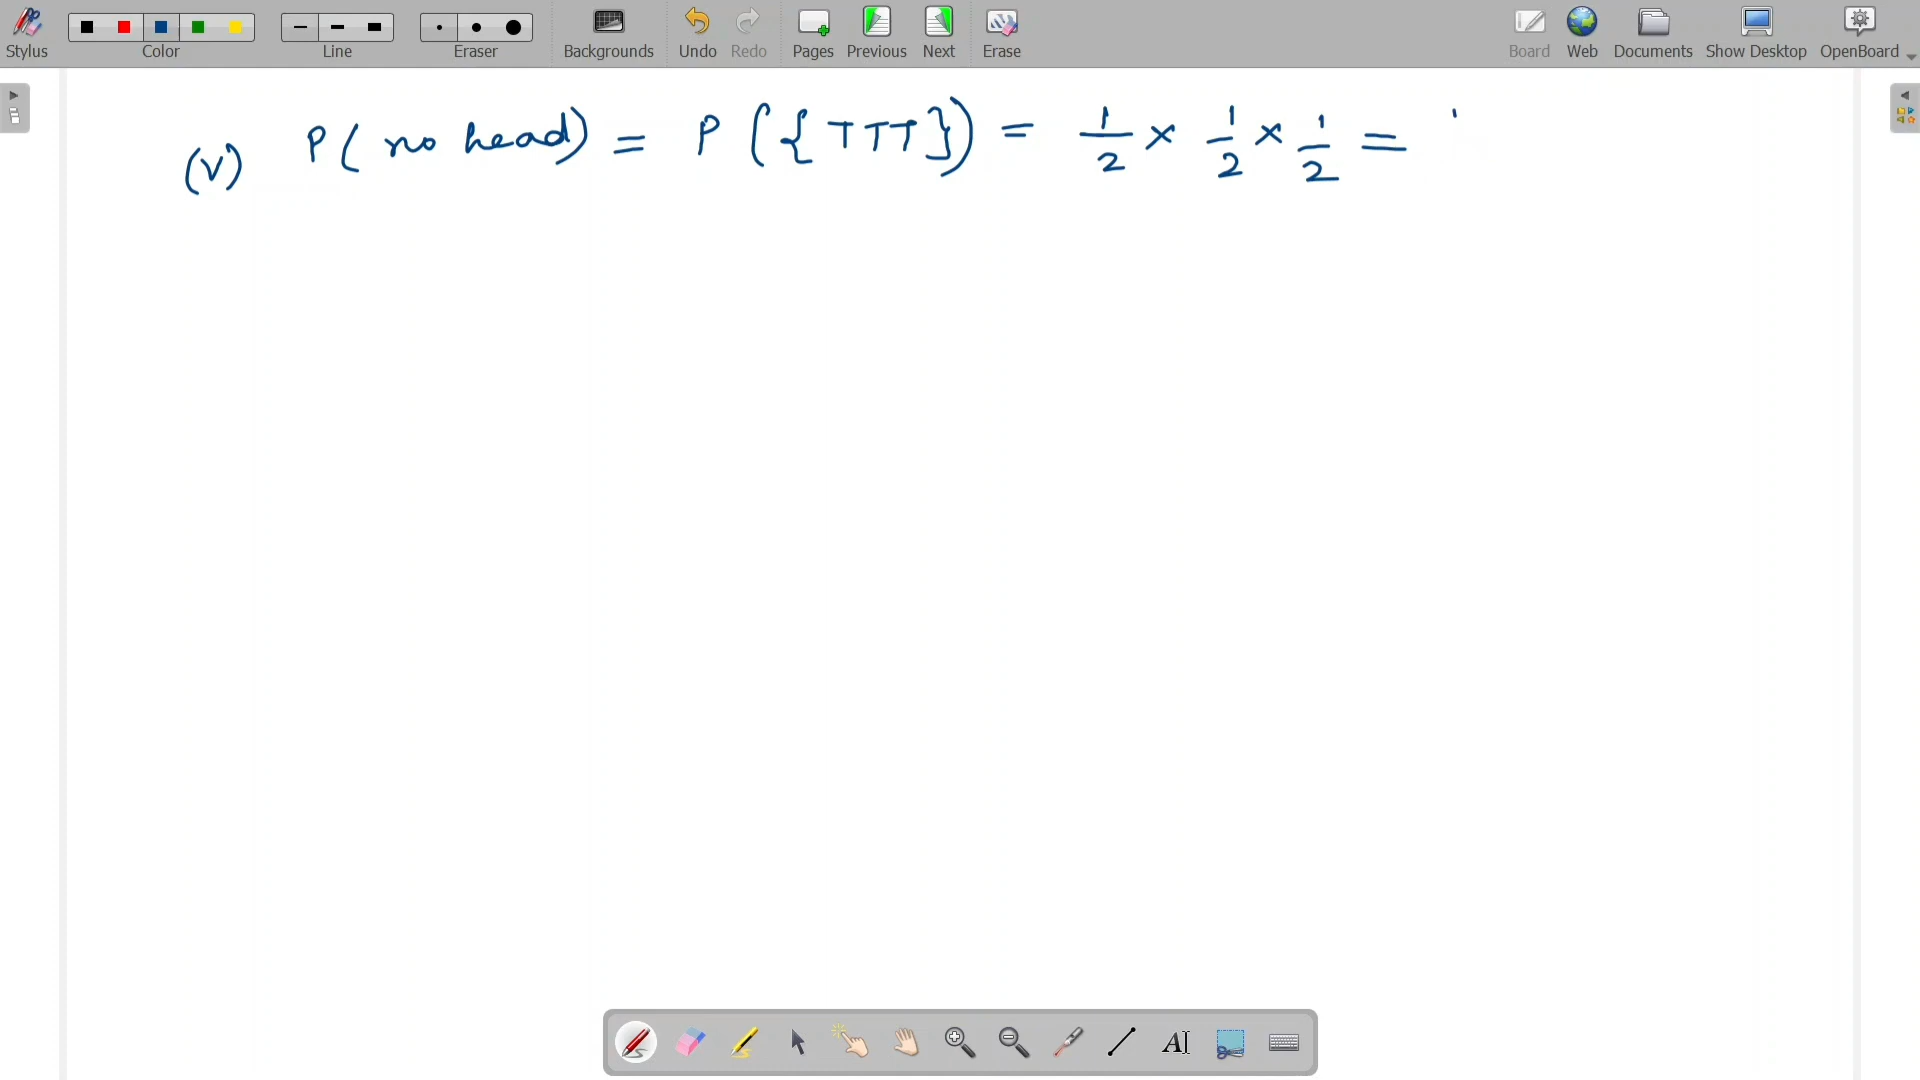 Stylus Color Line Eraser Backgrounds Undo Redo Pages Previous Next Erase Board Web Documents Show Desktop OpenBoard
(v) P( no head) = P ({ TTT }) = 1/2 × 1/2 × 1/2 =
AI